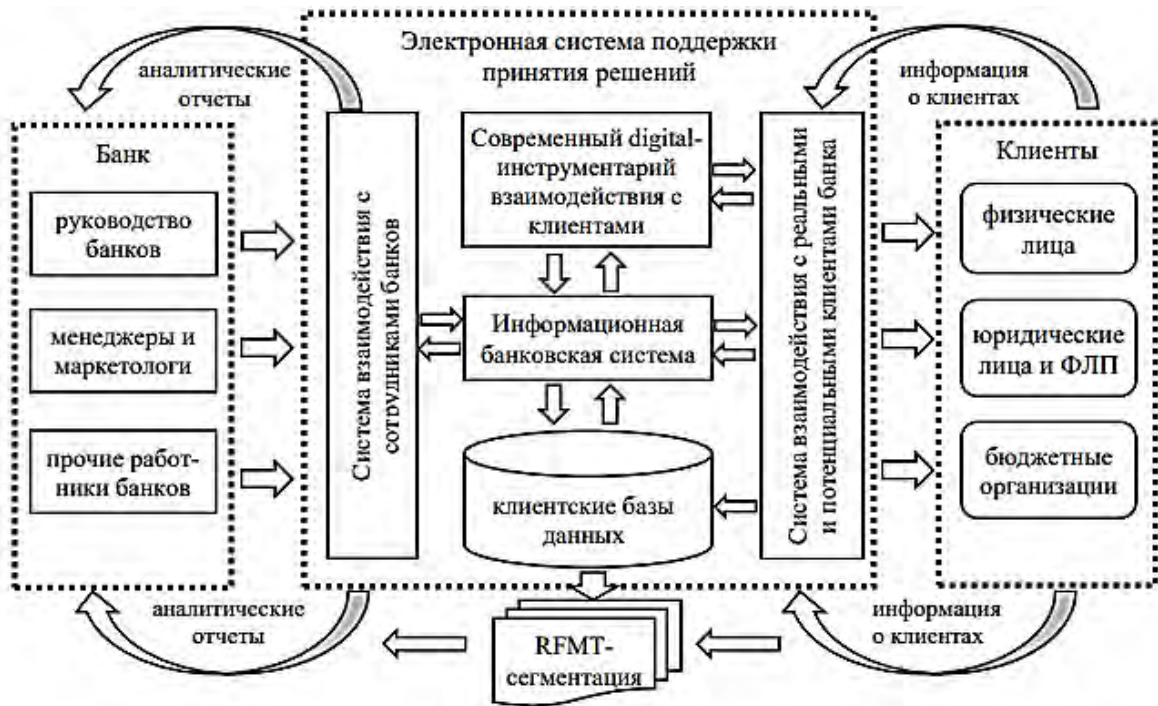 Электронная система поддержки
принятия решений
аналитические
отчеты
информация
о клиентах
Банк
руководство
банков
менеджеры и
маркетологи
прочие работ-
ники банков
Система взаимодействия с
сотрудниками банков
Современный digital-
инструментарий
взаимодействия с
клиентами
Информационная
банковская система
клиентские базы
данных
Система взаимодействия с реальными
и потенциальными клиентами банка
Клиенты
физические
лица
юридические
лица и ФЛП
бюджетные
организации
аналитические
отчеты
RFMT-
сегментация
информация
о клиентах